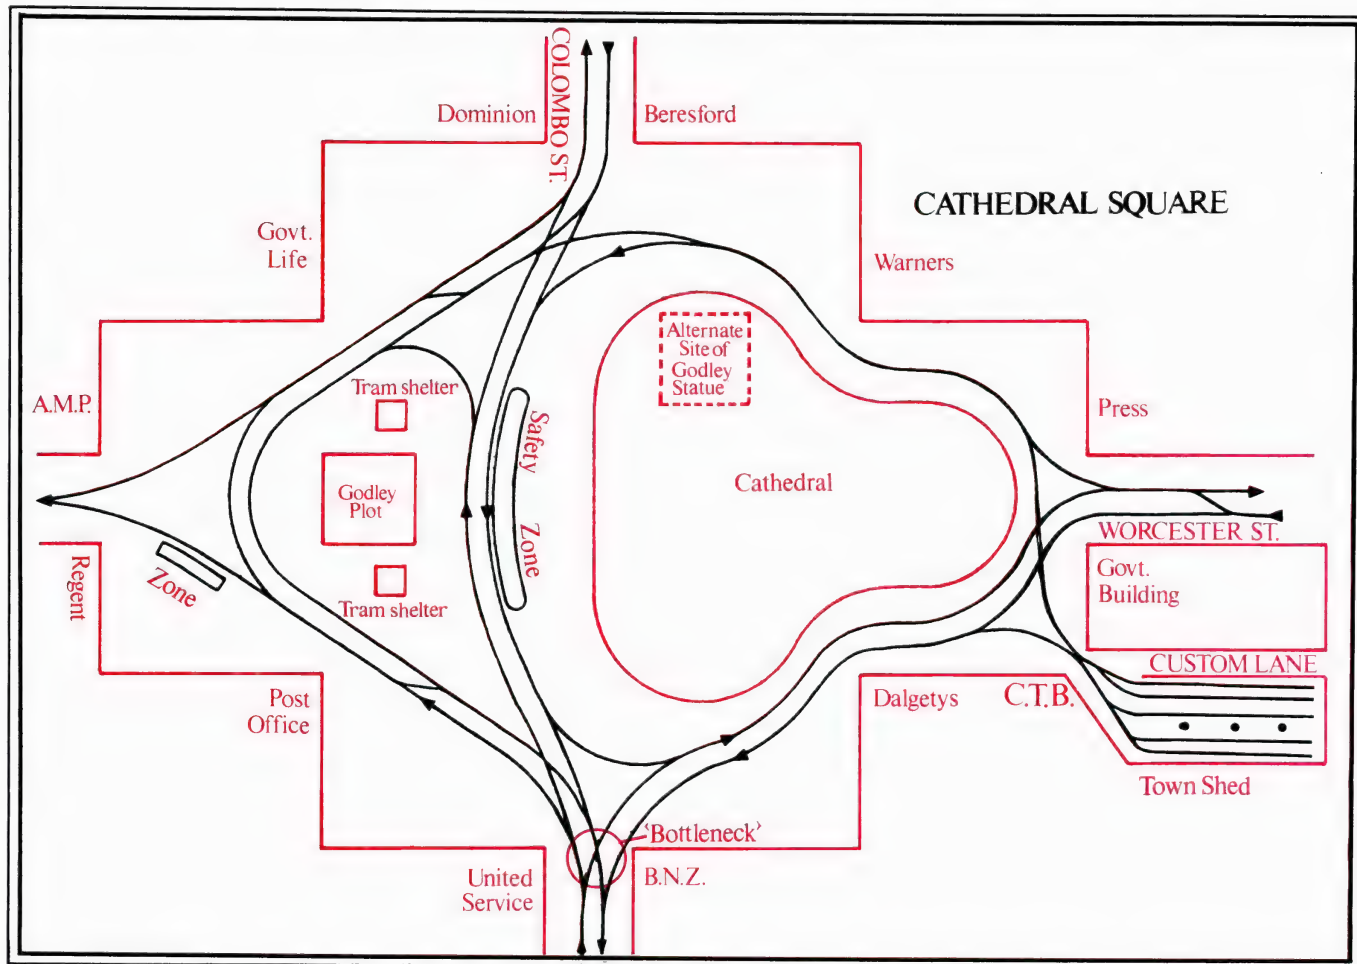 COLOMBO ST.
Dominion
Beresford
CATHEDRAL SQUARE
Govt.
Life
Warners
Alternate
Site of
Godley
Statue
A.M.P.
Tram shelter
Safety
Zone
Press
Godley
Plot
Cathedral
WORCESTER ST.
Regent
Zone
Tram shelter
Govt.
Building
CUSTOM LANE
Post
Office
Dalgetys
C.T.B.
Town Shed
'Bottleneck'
United
Service
B.N.Z.